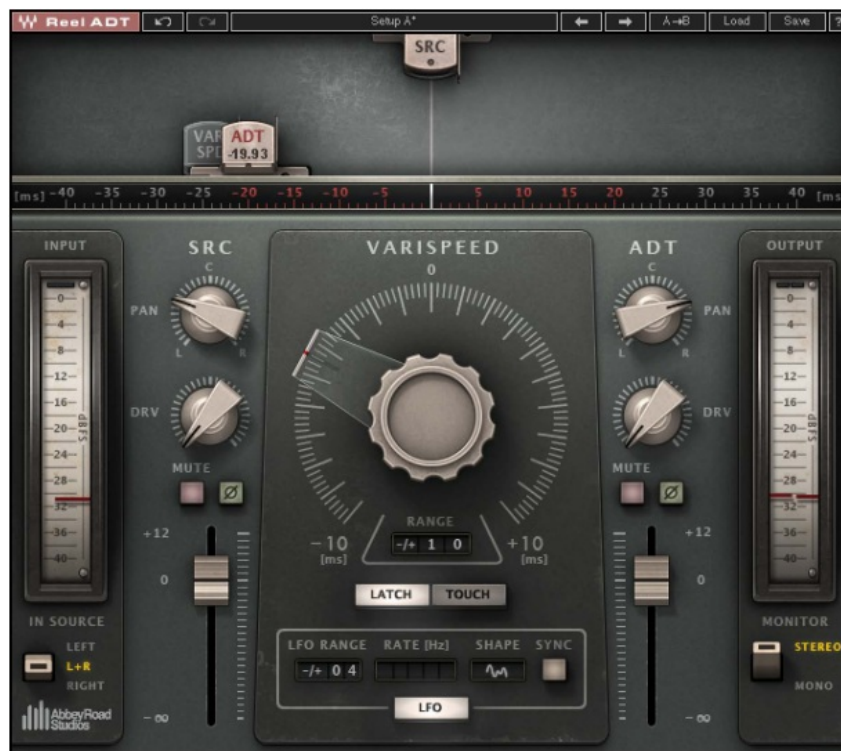 Reel ADT Setup A* A→B Load Save ?
SRC
VAR ADT
SPD -19.93
[ms] -40 -35 -30 -25 -20 -15 -10 -5 5 10 15 20 25 30 35 40 [ms
INPUT SRC VARISPEED ADT OUTPUT
C 0 C
PAN PAN
L R L R
0 4 8 -12 -16 -20 -24 -28 32 36 -40 dBFS
0 4 8 -12 -16 -20 -24 -28 32 36 -40 dBFS
DRV DRV
MUTE Ø MUTE Ø
RANGE
-10 -/+ 1 0 +10
[ms] [ms]
+12 +12
0 0
LATCH TOUCH
IN SOURCE MONITOR
LFO RANGE RATE [Hz] SHAPE SYNC
LEFT STEREO
L+R -/+ 0 4
RIGHT MONO
LFO
AbbeyRoad
Studios
-∞ -∞